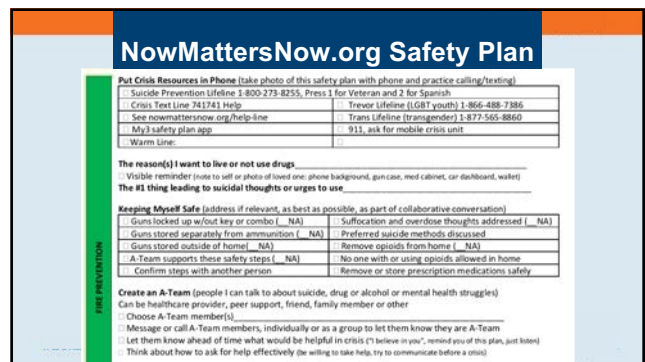 NowMattersNow.org Safety Plan
Put Crisis Resources in Phone (take photo of this safety plan with phone and practice calling/texting)
Suicide Prevention Lifeline 1-800-273-8255, Press 1 for Veteran and 2 for Spanish
Crisis Text Line 741741 Help
Trevor Lifeline (LGBT youth) 1-866-488-7386
See nowmattersnow.org/help-line
Trans Lifeline (transgender) 1-877-565-8860
My3 safety plan app
911, ask for mobile crisis unit
Warm Line:
The reason(s) I want to live or not use drugs
Visible reminder (note to self or photo of loved one: phone background, gun case, med cabinet, car dashboard, wallet)
The #1 thing leading to suicidal thoughts or urges to use
Keeping Myself Safe (address if relevant, as best as possible, as part of collaborative conversation)
Guns locked up w/out key or combo (__NA)
Suffocation and overdose thoughts addressed (__NA)
Guns stored separately from ammunition (__NA)
Preferred suicide methods discussed
Guns stored outside of home(__NA)
Remove opioids from home (__NA)
A-Team supports these safety steps (__NA)
No one with or using opioids allowed in home
Confirm steps with another person
Remove or store prescription medications safely
FIRE PREVENTION
Create an A-Team (people I can talk to about suicide, drug or alcohol or mental health struggles)
Can be healthcare provider, peer support, friend, family member or other
Choose A-Team member(s)
Message or call A-Team members, individually or as a group to let them know they are A-Team
Let them know ahead of time what would be helpful in crisis ("I believe in you", remind you of this plan, just listen)
Think about how to ask for help effectively (be willing to take help, try to communicate before a crisis)